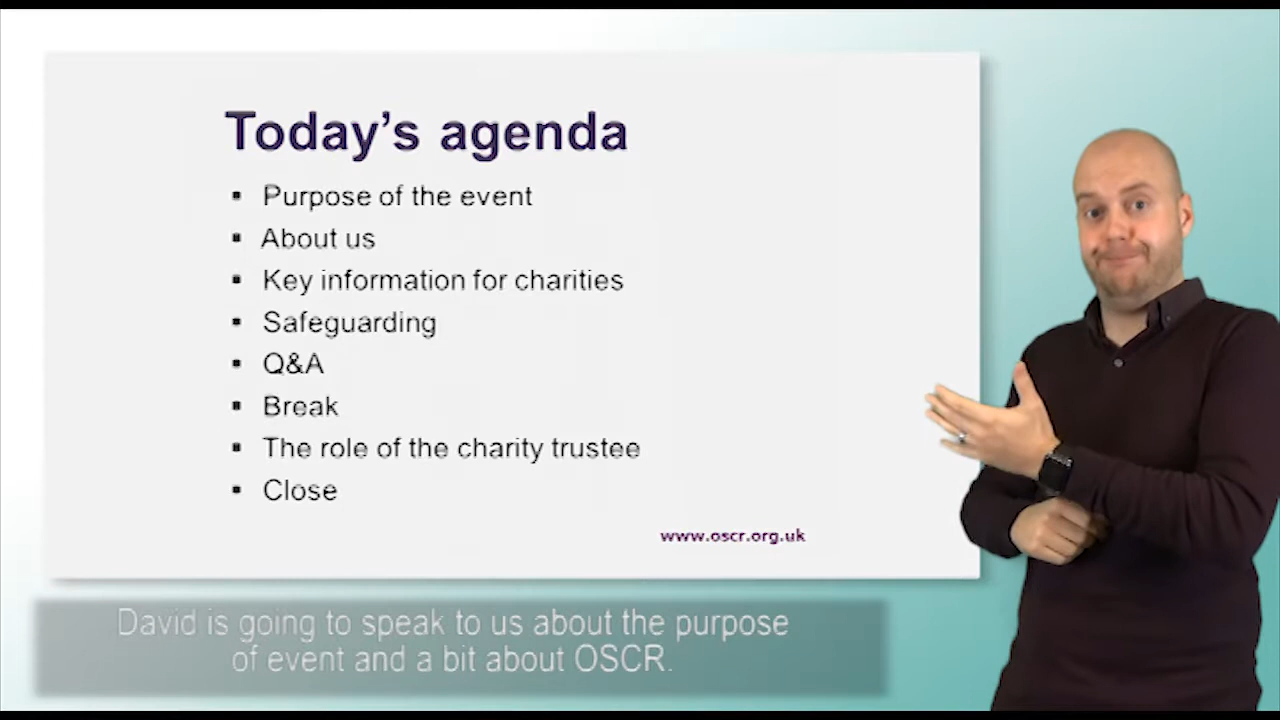 Today's agenda
Purpose of the event
About us
Key information for charities
Safeguarding
Q&A
Break
The role of the charity trustee
Close
www.oscr.org.uk
David is going to speak to us about the purpose
of event and a bit about OSCR.